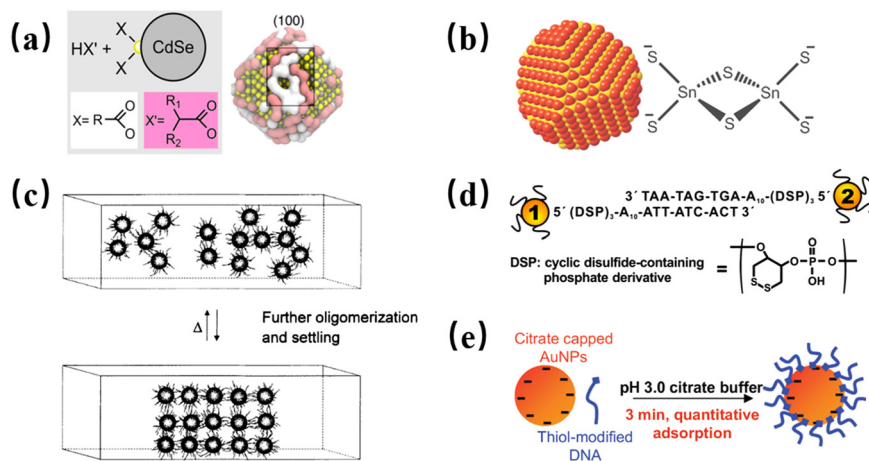 (a)
X
HX' +
CdSe
X
X= R
O
O
X'=
R1
R2
O
O
(100)
(b)
S
S
S
Sn
Sn
S
S
S
(c)
Δ
Further oligomerization
and settling
(d)
3´ TAA-TAG-TGA-A10-(DSP)3 5´
2
1
5´ (DSP)3-A10-ATT-ATC-ACT 3´
DSP: cyclic disulfide-containing
phosphate derivative
=
O
O
O-P-O
OH
S-S
(e)
Citrate capped
AuNPs
pH 3.0 citrate buffer
3 min, quantitative
adsorption
Thiol-modified
DNA